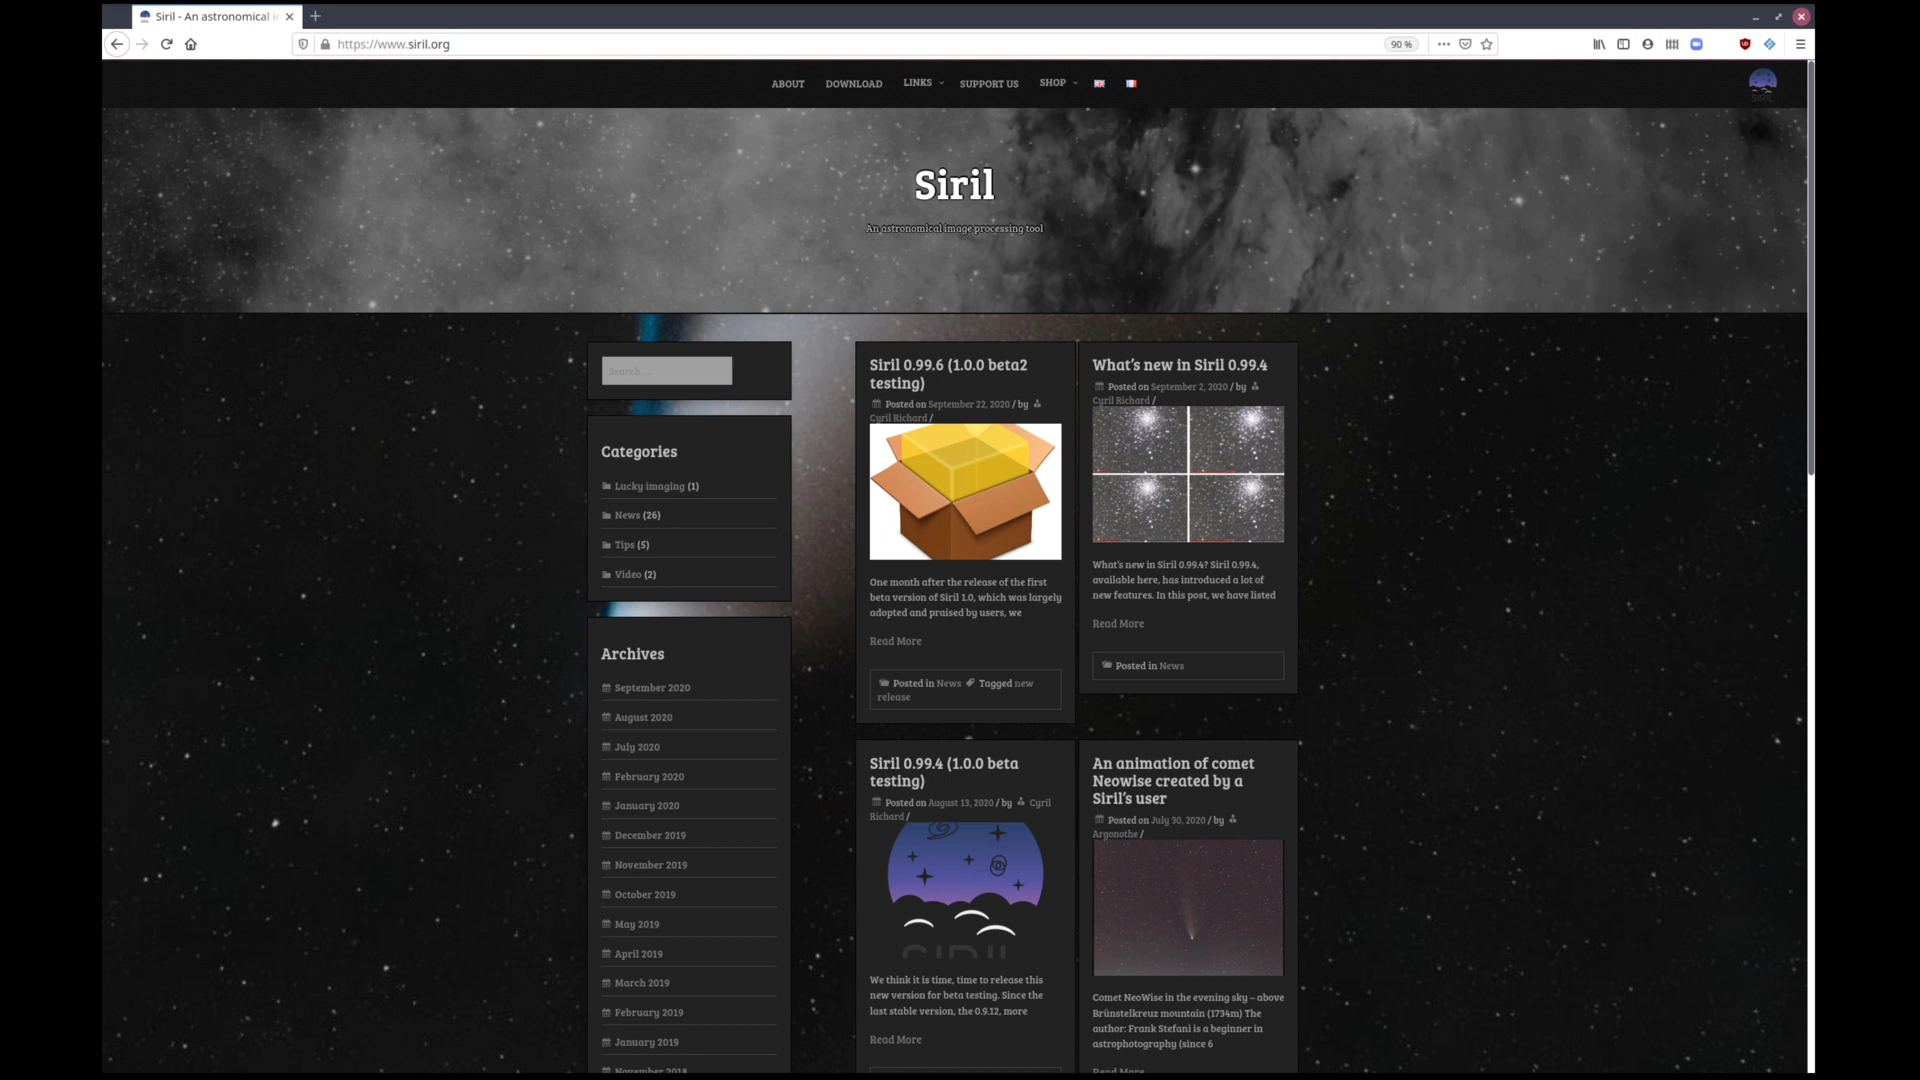 Siril - An astronomical i
https://www.siril.org
90 %
ABOUT DOWNLOAD LINKS SUPPORT US SHOP
SIRIL
Siril
An astronomical image processing tool
Search...
Categories
Lucky imaging (1)
News (26)
Tips (5)
Video (2)
Archives
September 2020
August 2020
July 2020
February 2020
January 2020
December 2019
November 2019
October 2019
May 2019
April 2019
March 2019
February 2019
January 2019
November 2018
Siril 0.99.6 (1.0.0 beta2
testing)
Posted on September 22, 2020 / by
Cyril Richard /
One month after the release of the first
beta version of Siril 1.0, which was largely
adopted and praised by users, we
Read More
Posted in News Tagged new
release
What's new in Siril 0.99.4
Posted on September 2, 2020 / by
Cyril Richard /
What's new in Siril 0.99.4? Siril 0.99.4,
available here, has introduced a lot of
new features. In this post, we have listed
Read More
Posted in News
Siril 0.99.4 (1.0.0 beta
testing)
Posted on August 13, 2020 / by Cyril
Richard /
SIRIL
We think it is time, time to release this
new version for beta testing. Since the
last stable version, the 0.9.12, more
Read More
An animation of comet
Neowise created by a
Siril's user
Posted on July 30, 2020 / by
Argonothe /
Comet NeoWise in the evening sky – above
Brünstelkreuz mountain (1734m) The
author: Frank Stefani is a beginner in
astrophotography (since 6
Read More